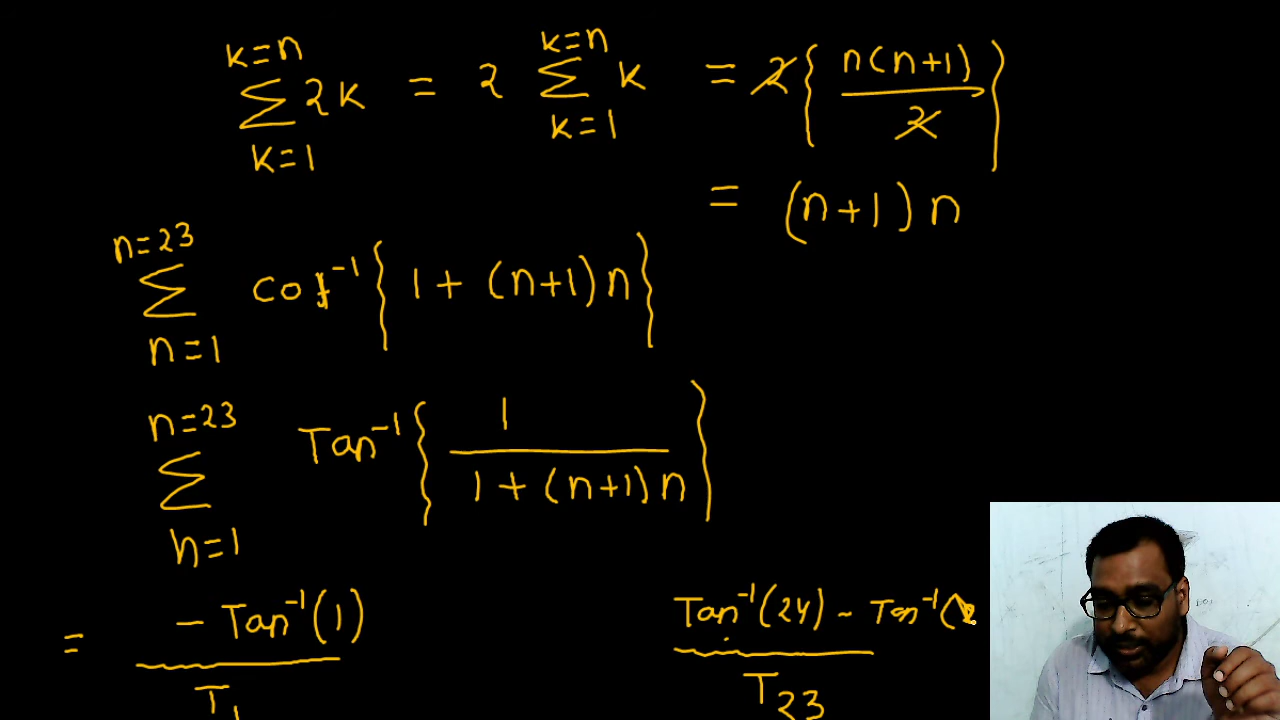 k=n ∑ k=1 2k = 2 k=n ∑ k=1 k = 2 { n(n+1) / 2 }
= (n+1) n
n=23 ∑ n=1 cot⁻¹ { 1 + (n+1) n }
n=23 ∑ n=1 Tan⁻¹ { 1 / 1 + (n+1) n }
= - Tan⁻¹(1) Tan⁻¹(24) - Tan⁻¹(
T₁ T₂₃